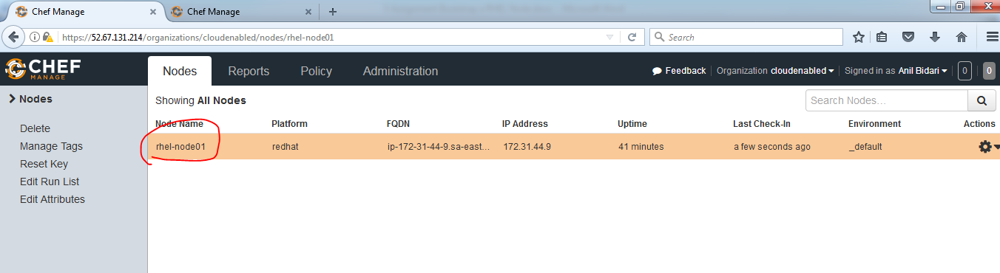 Chef Manage
Chef Manage
https://52.67.131.214/organizations/cloudenabled/nodes/rhel-node01
Search
CHEF
MANAGE
Nodes Reports Policy Administration
Feedback Organization cloudenabled Signed in as Anil Bidari 0 0
Nodes
Delete
Manage Tags
Reset Key
Edit Run List
Edit Attributes
Showing All Nodes
Search Nodes...
Node Name Platform FQDN IP Address Uptime Last Check-In Environment Actions
rhel-node01 redhat ip-172-31-44-9.sa-east... 172.31.44.9 41 minutes a few seconds ago _default